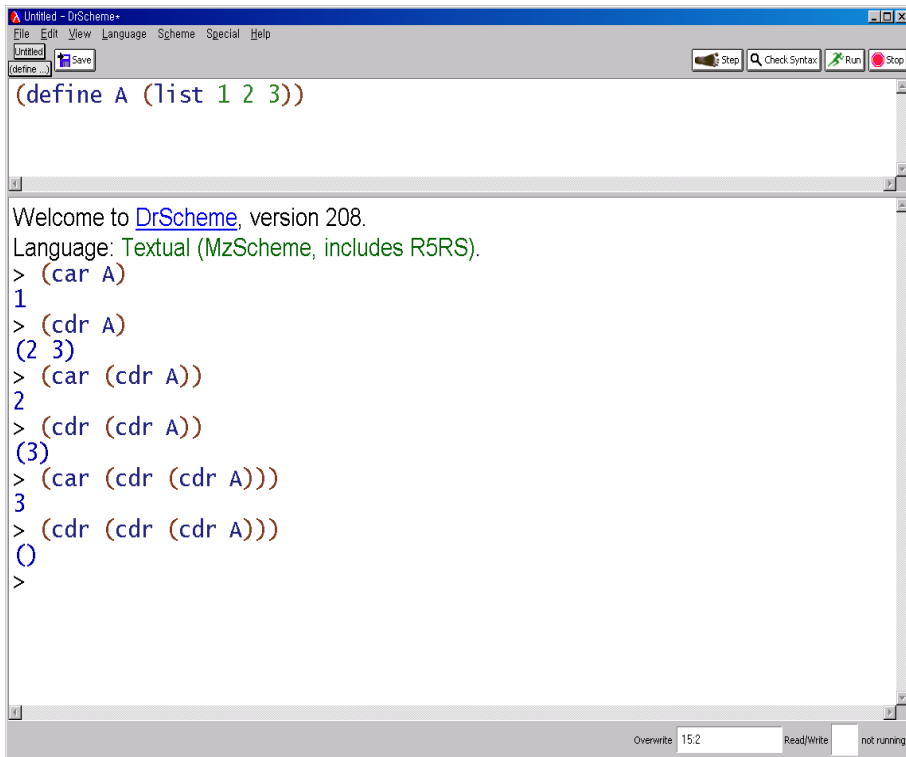 Untitled - DrScheme*
File Edit View Language Scheme Special Help
Untitled
(define ...) Save Step Check Syntax Run Stop
(define A (list 1 2 3))
Welcome to DrScheme, version 208.
Language: Textual (MzScheme, includes R5RS).
> (car A)
1
> (cdr A)
(2 3)
> (car (cdr A))
2
> (cdr (cdr A))
(3)
> (car (cdr (cdr A)))
3
> (cdr (cdr (cdr A)))
()
>
Overwrite 15:2 Read/Write not running